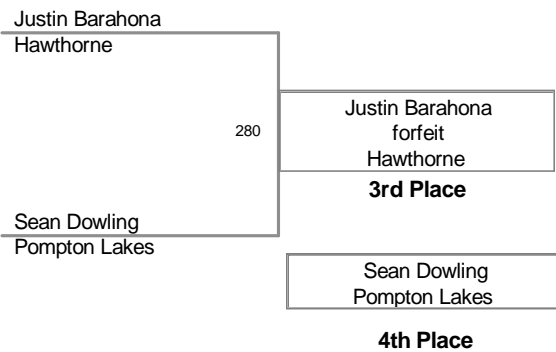 Justin Barahona
Hawthorne
280
Justin Barahona
forfeit
Hawthorne
3rd Place
Sean Dowling
Pompton Lakes
Sean Dowling
Pompton Lakes
4th Place